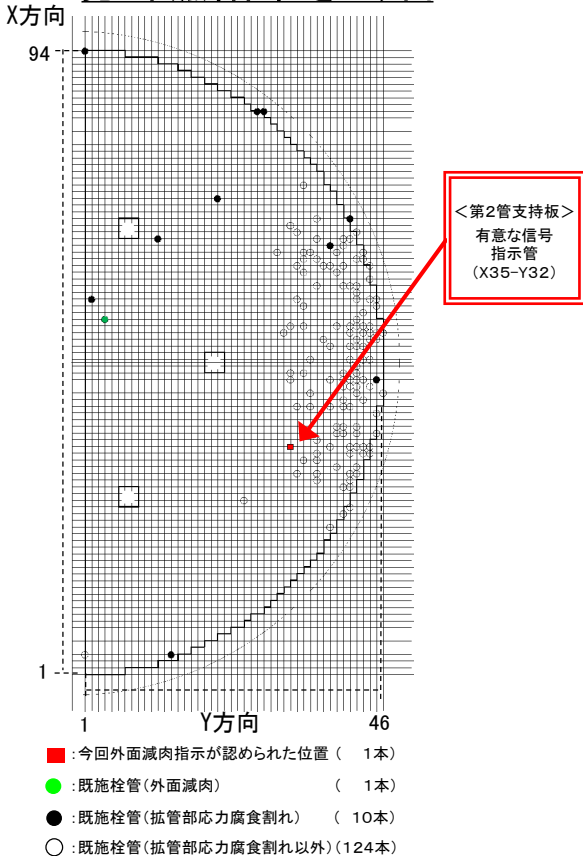 X方向
94
<第2管支持板>
有意な信号
指示管
(X35-Y32)
1
1
Y方向
46
:今回外面減肉指示が認められた位置 ( 1本)
:既施栓管(外面減肉) ( 1本)
:既施栓管(拡管部応力腐食割れ) ( 10本)
:既施栓管(拡管部応力腐食割れ以外) (124本)